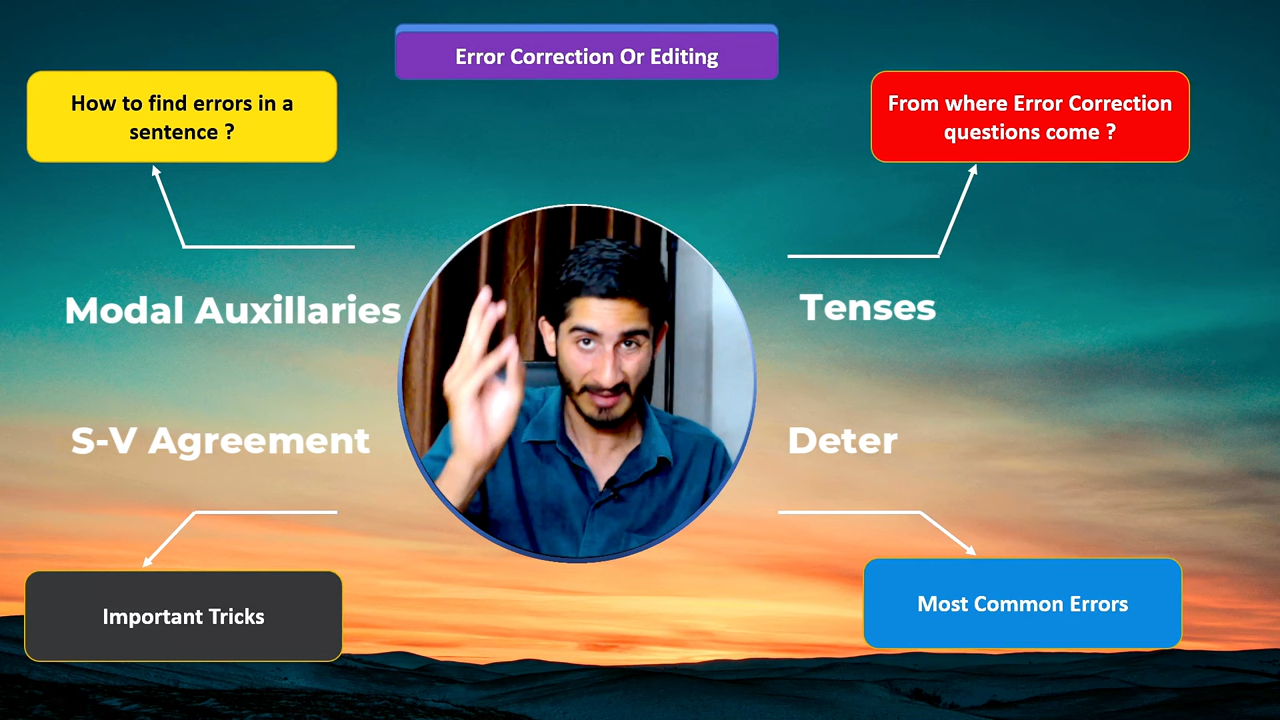 Error Correction Or Editing
How to find errors in a
sentence ?
From where Error Correction
questions come ?
Modal Auxillaries
Tenses
S-V Agreement
Deter
Important Tricks
Most Common Errors